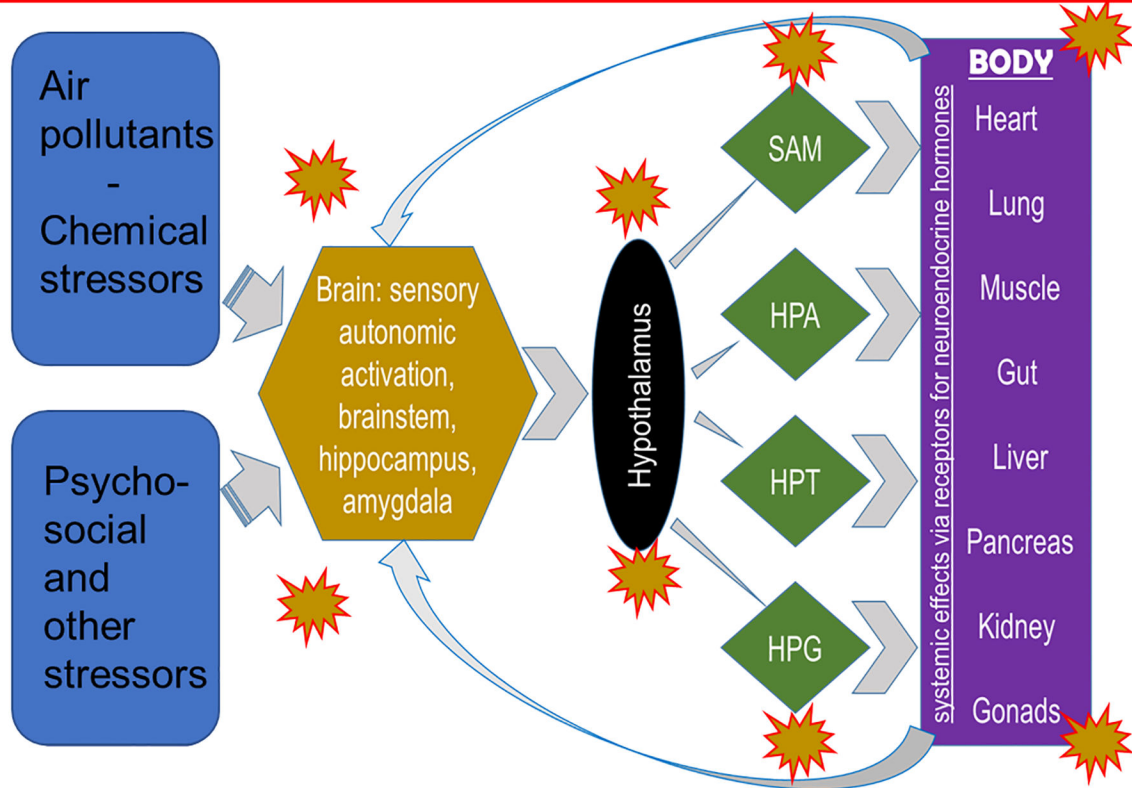 Air
pollutants
-
Chemical
stressors
Psycho-
social
and
other
stressors
Brain: sensory
autonomic
activation,
brainstem,
hippocampus,
amygdala
Hypothalamus
SAM
HPA
HPT
HPG
systemic effects via receptors for neuroendocrine hormones
BODY
Heart
Lung
Muscle
Gut
Liver
Pancreas
Kidney
Gonads